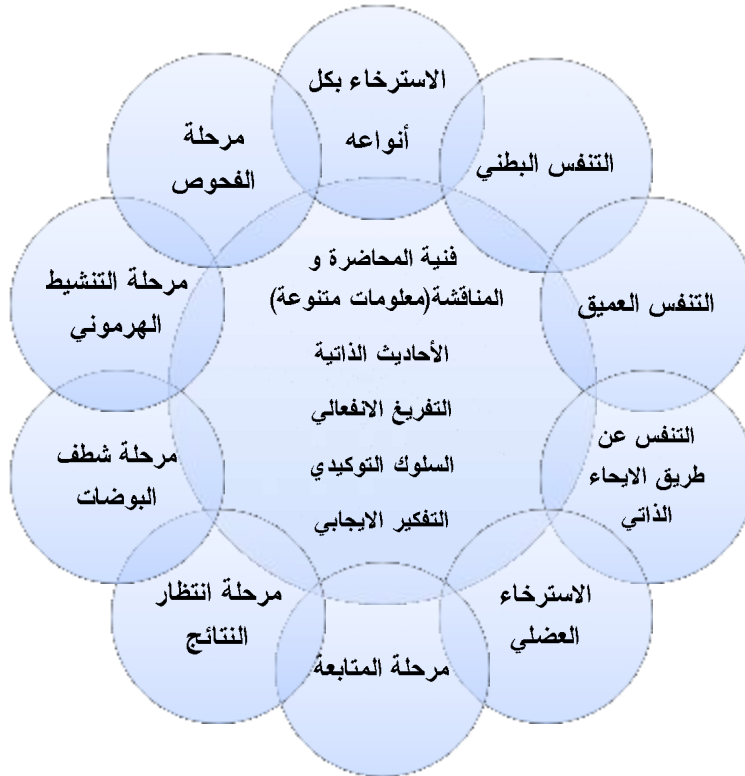 الاسترخاء بكل
أنواعه
التنفس البطني
التنفس العميق
التنفس عن
طريق الايحاء
الذاتي
الاسترخاء
العضلي
مرحلة المتابعة
مرحلة انتظار
النتائج
مرحلة شطف
البوضات
مرحلة التنشيط
الهرموني
مرحلة
الفحوص
فنية المحاضرة و
المناقشة(معلومات متنوعة)
الأحاديث الذاتية
التفريغ الانفعالي
السلوك التوكيدي
التفكير الايجابي